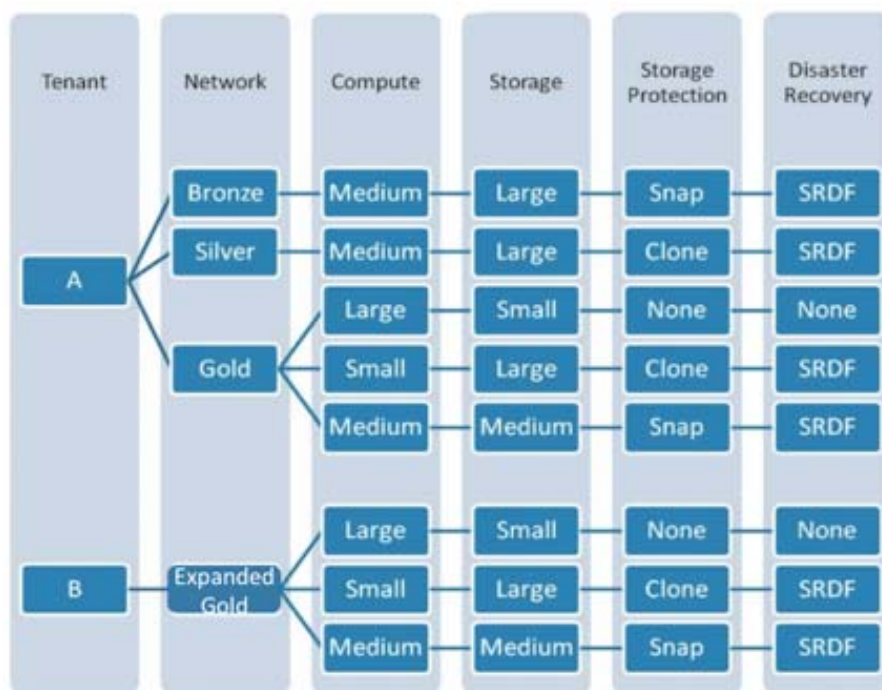 Tenant
Network
Compute
Storage
Storage
Protection
Disaster
Recovery
Bronze
Medium
Large
Snap
SRDF
Silver
Medium
Large
Clone
SRDF
A
Large
Small
None
None
Gold
Small
Large
Clone
SRDF
Medium
Medium
Snap
SRDF
Large
Small
None
None
B
Expanded
Gold
Small
Large
Clone
SRDF
Medium
Medium
Snap
SRDF